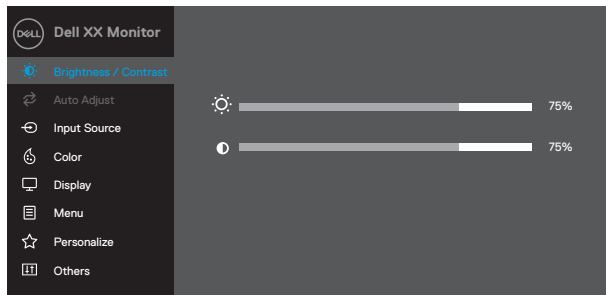 DELL
Dell XX Monitor
Brightness / Contrast
Auto Adjust
Input Source
Color
Display
Menu
Personalize
Others
75%
75%